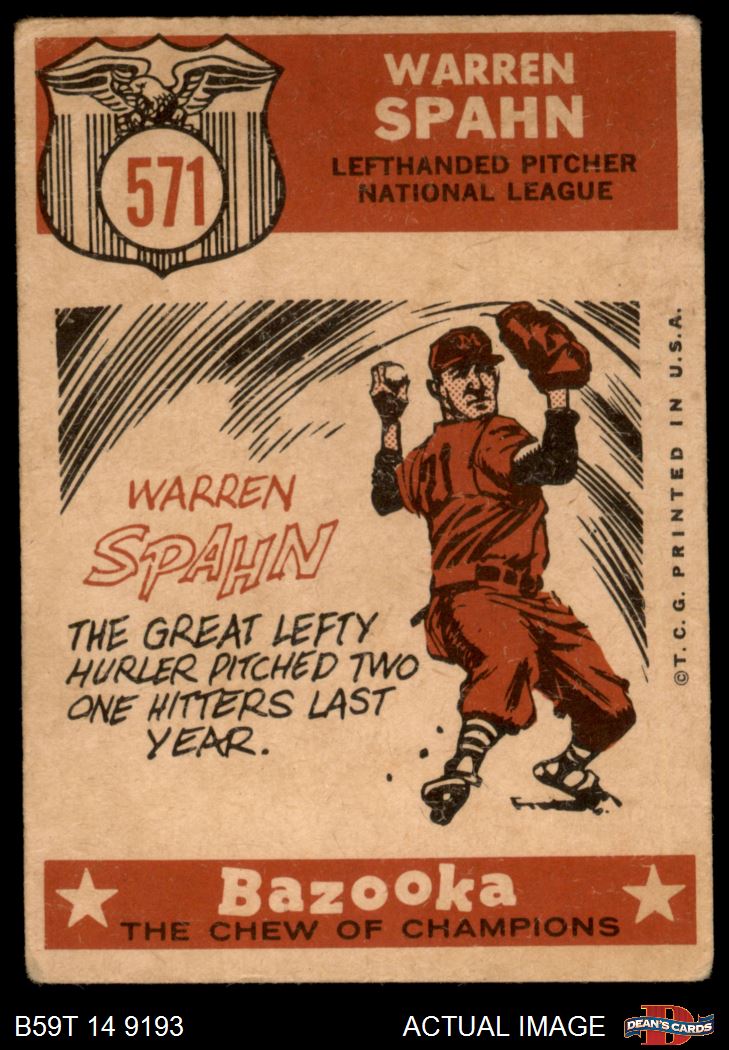 571
WARREN
SPAHN
LEFTHANDED PITCHER
NATIONAL LEAGUE
WARREN
SPAHN
THE GREAT LEFTY
HURLER PITCHED TWO
ONE HITTERS LAST
YEAR.
©T.C.G. PRINTED IN U.S.A.
Bazooka
THE CHEW OF CHAMPIONS
B59T 14 9193
ACTUAL IMAGE
D
DEAN'S CARDS